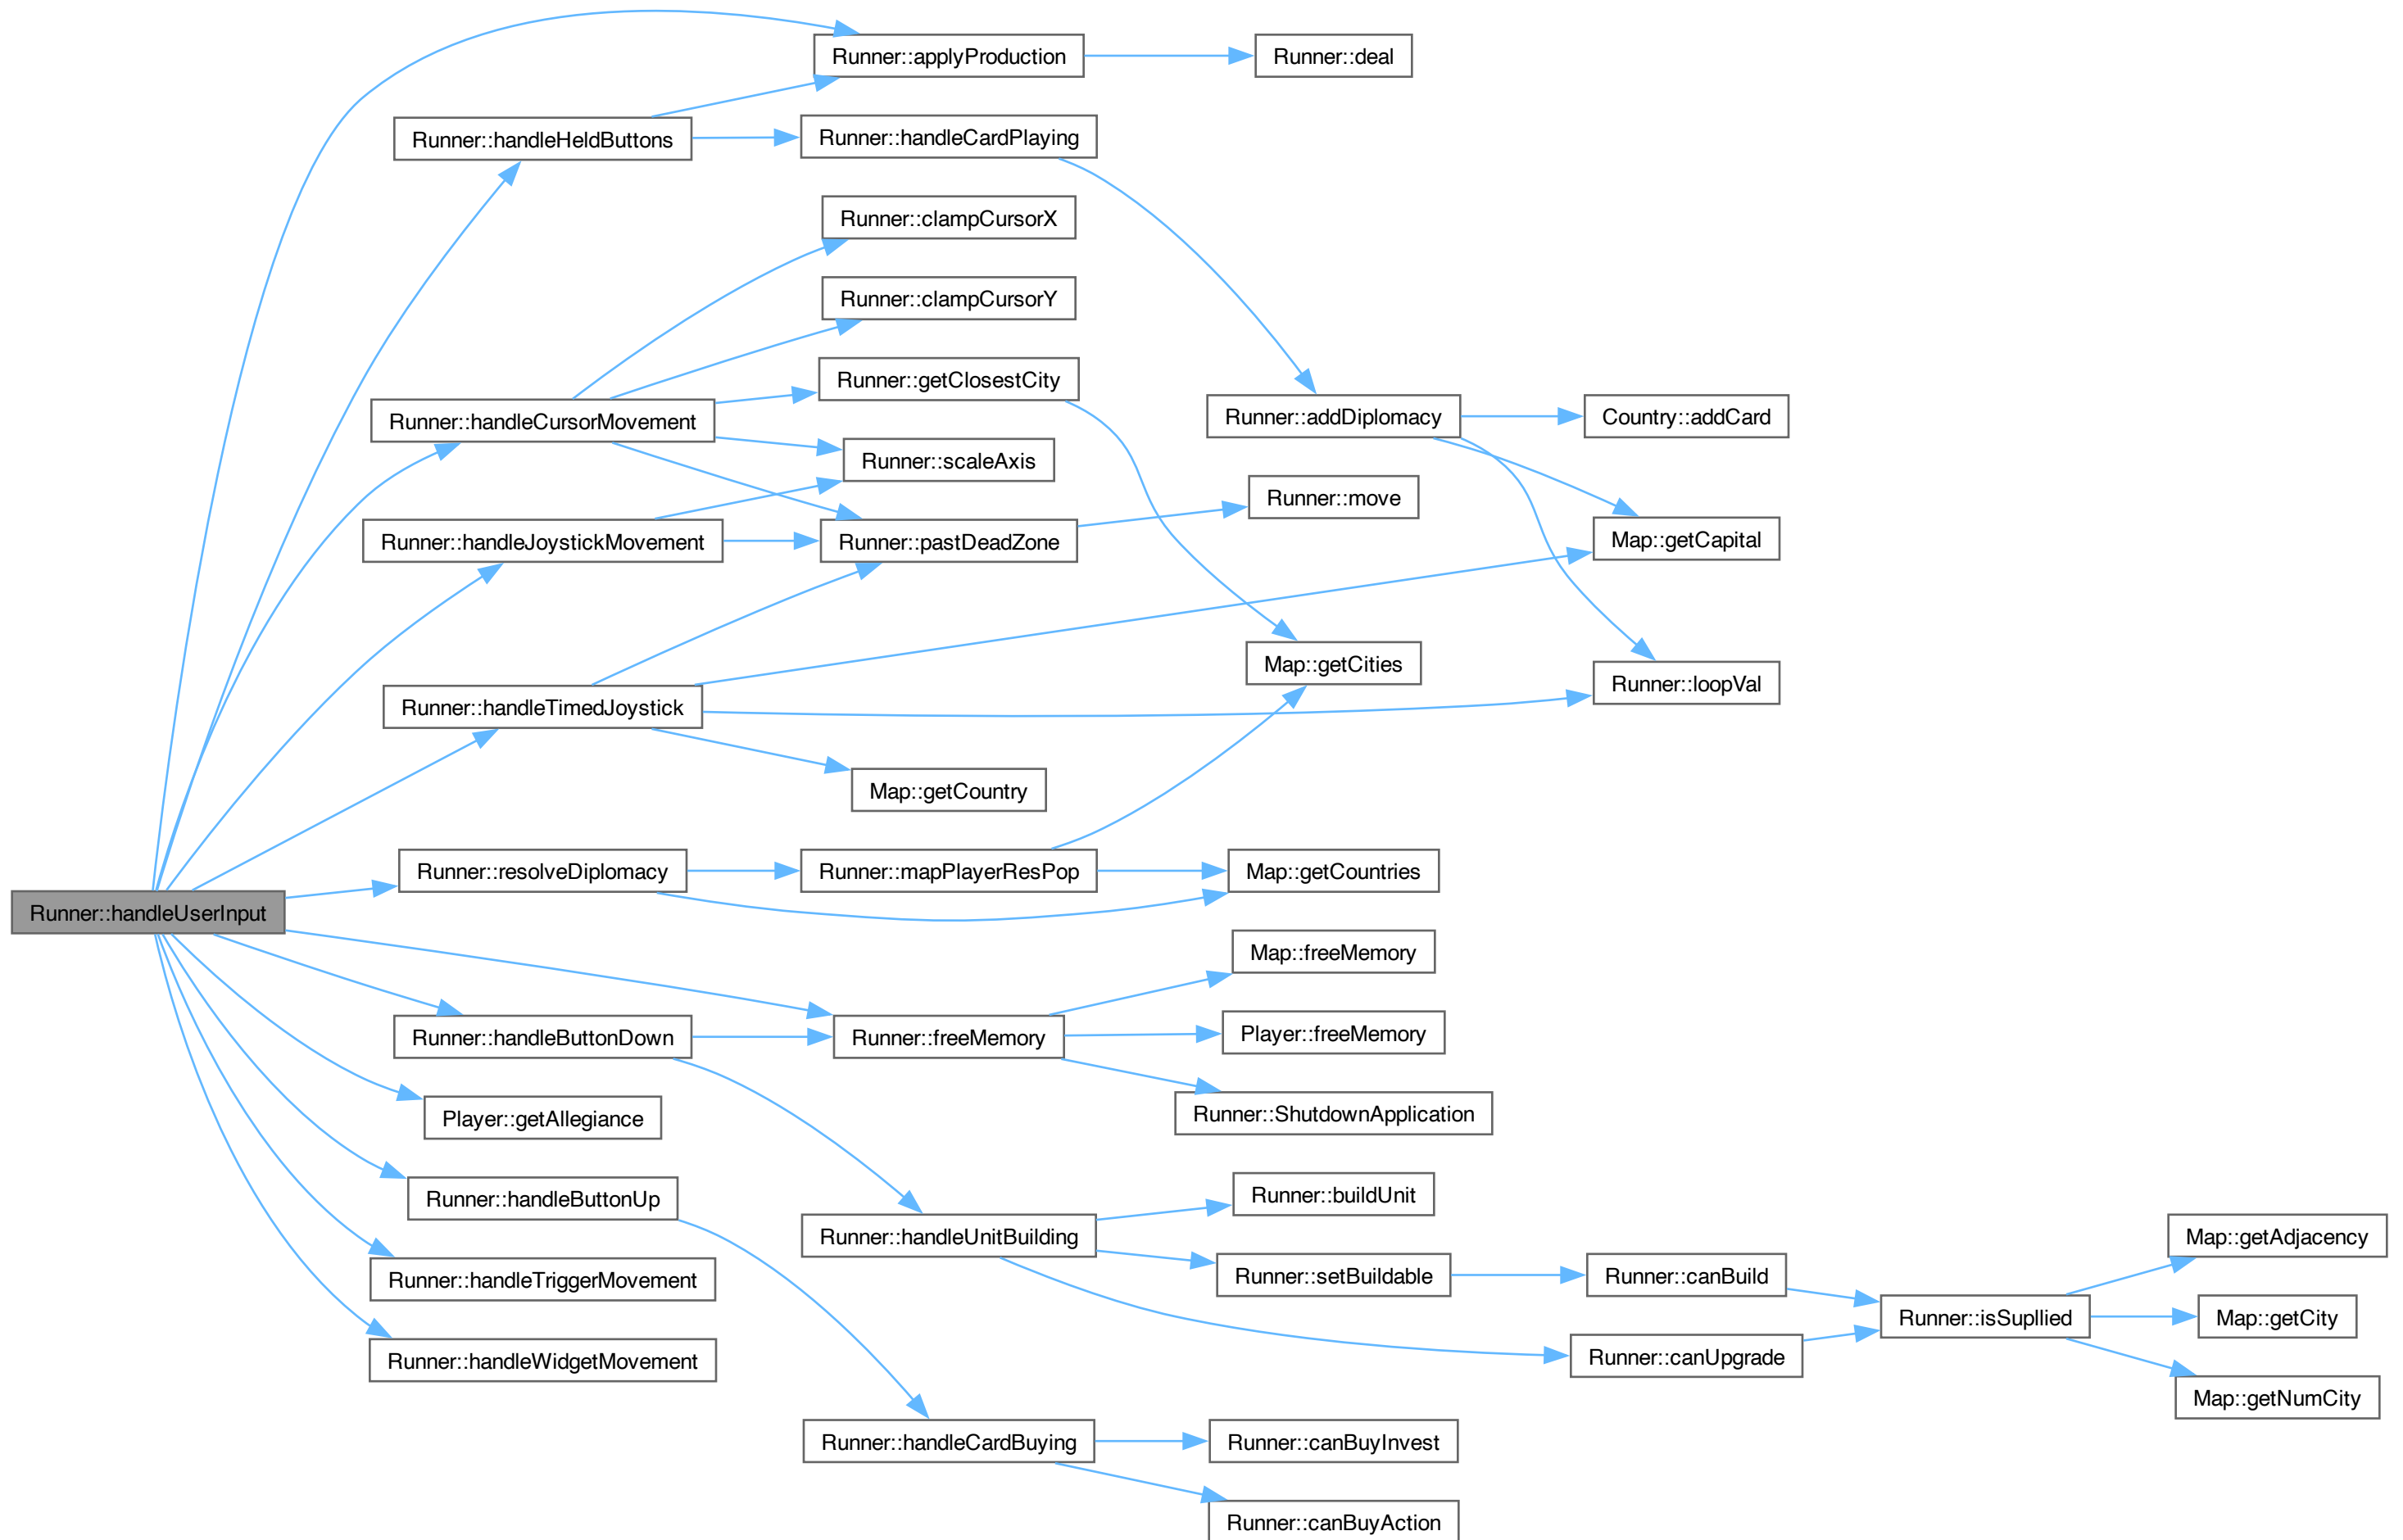 Runner::applyProduction
Runner::deal
Runner::handleHeldButtons
Runner::handleCardPlaying
Runner::clampCursorX
Runner::clampCursorY
Runner::getClosestCity
Runner::handleCursorMovement
Runner::addDiplomacy
Country::addCard
Runner::scaleAxis
Runner::move
Runner::handleJoystickMovement
Runner::pastDeadZone
Map::getCapital
Map::getCities
Runner::loopVal
Runner::handleTimedJoystick
Map::getCountry
Runner::resolveDiplomacy
Runner::mapPlayerResPop
Map::getCountries
Runner::handleUserInput
Map::freeMemory
Runner::handleButtonDown
Runner::freeMemory
Player::freeMemory
Player::getAllegiance
Runner::ShutdownApplication
Runner::handleButtonUp
Runner::buildUnit
Runner::handleUnitBuilding
Map::getAdjacency
Runner::handleTriggerMovement
Runner::setBuildable
Runner::canBuild
Runner::isSupllied
Map::getCity
Runner::handleWidgetMovement
Runner::canUpgrade
Map::getNumCity
Runner::handleCardBuying
Runner::canBuyInvest
Runner::canBuyAction